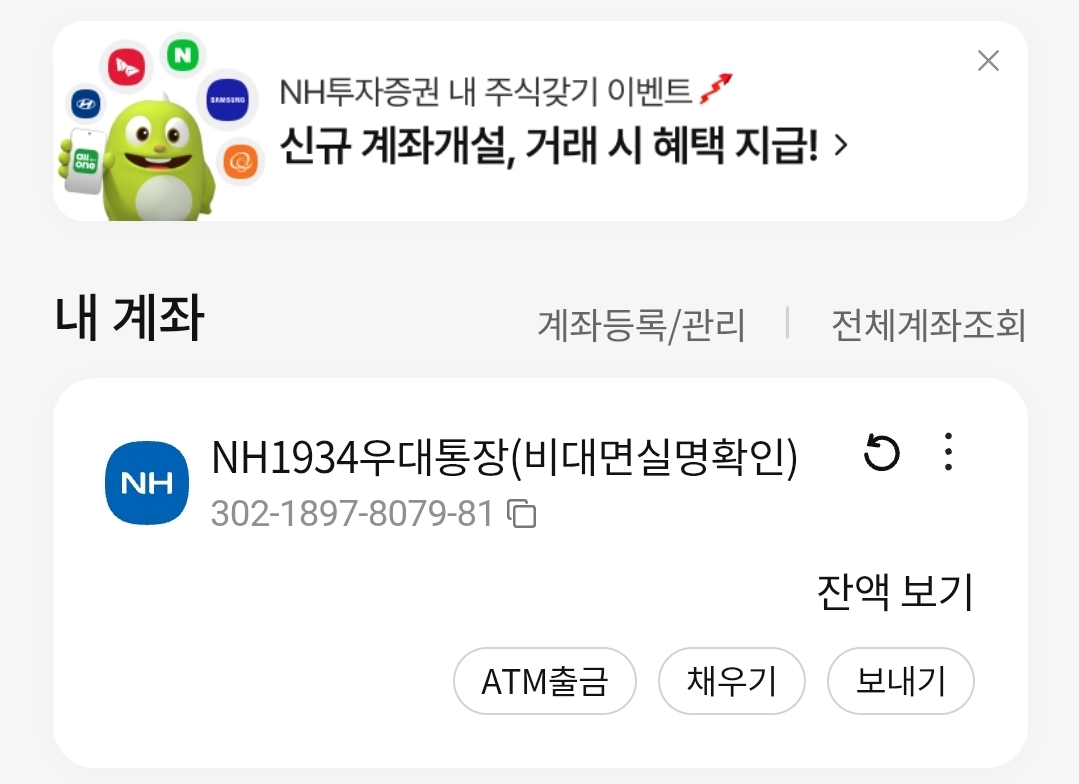 N
SAMSUNG
all
one
NH투자증권 내 주식갖기 이벤트
신규 계좌개설, 거래 시 혜택 지급!
내 계좌
계좌등록/관리 | 전체계좌조회
NH
NH1934우대통장(비대면실명확인)
302-1897-8079-81
잔액 보기
ATM출금 채우기 보내기